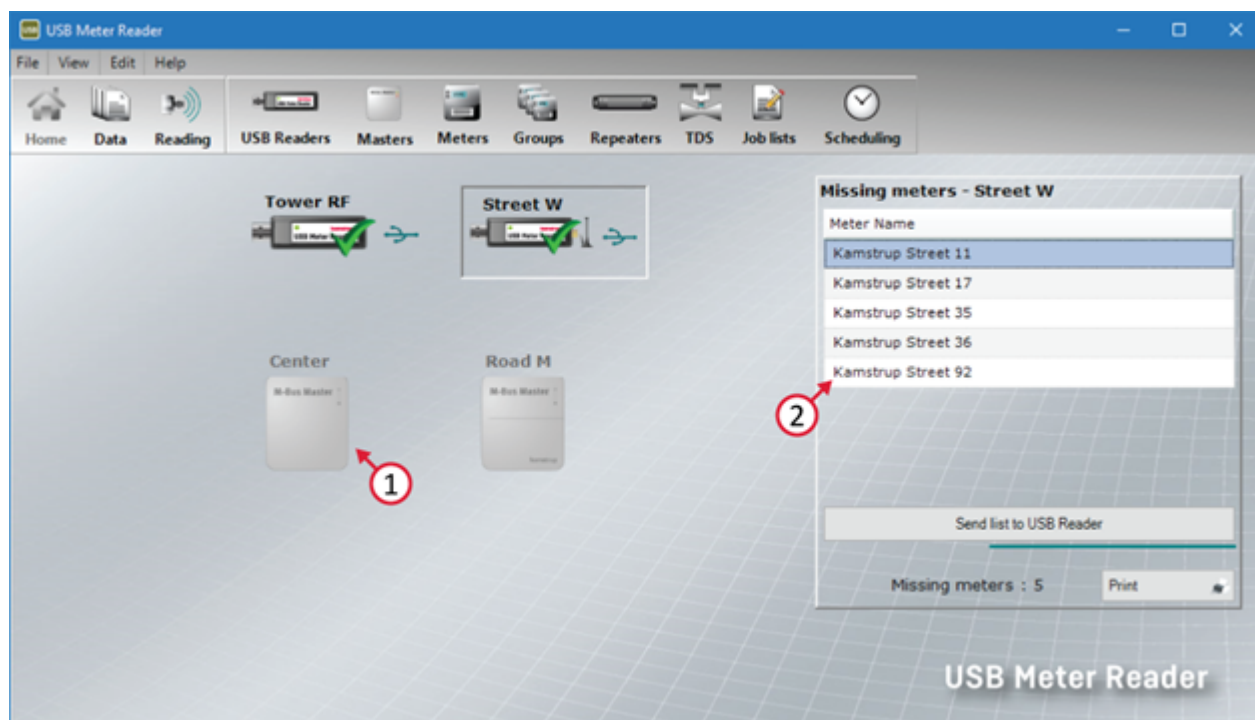 USB Meter Reader
File View Edit Help
Home Data Reading USB Readers Masters Meters Groups Repeaters TDS Job lists Scheduling
Tower RF
Street W
Center
M-Bus Master
Road M
M-Bus Master
1
Missing meters - Street W
Meter Name
Kamstrup Street 11
Kamstrup Street 17
Kamstrup Street 35
Kamstrup Street 36
Kamstrup Street 92
2
Send list to USB Reader
Missing meters : 5 Print
USB Meter Reader